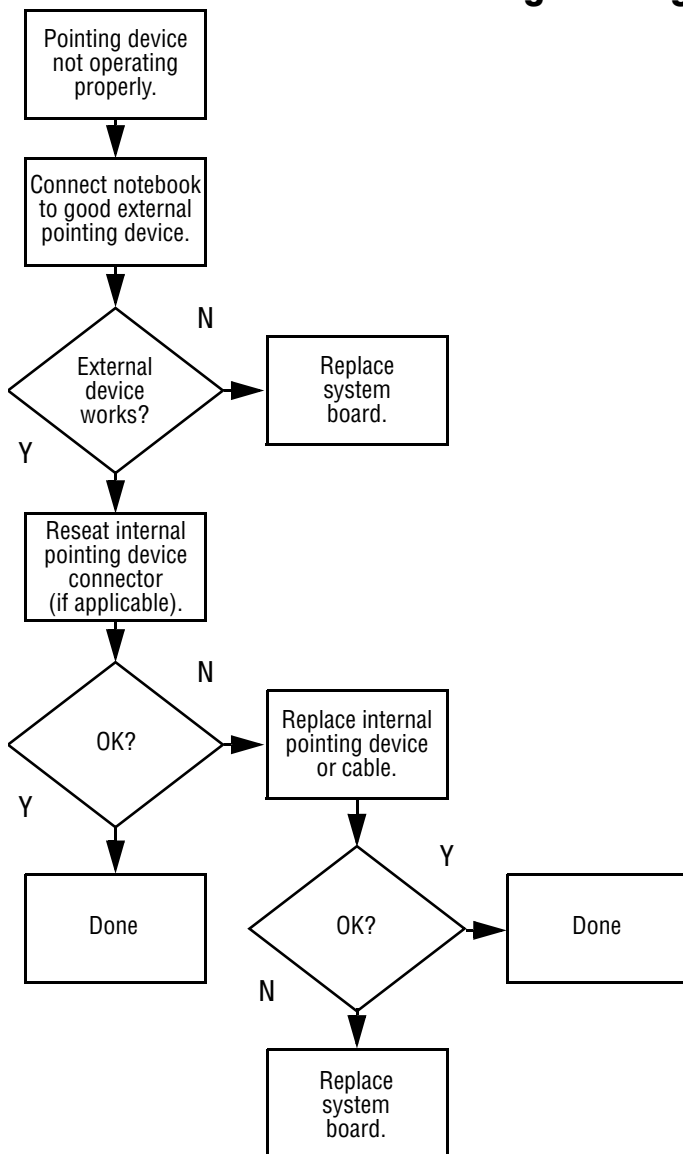 Pointing device
not operating
properly.
Connect notebook
to good external
pointing device.
N
External
device
works?
Replace
system
board.
Y
Reseat internal
pointing device
connector
(if applicable).
N
OK?
Replace internal
pointing device
or cable.
Y
Done
Y
OK?
Done
N
Replace
system
board.